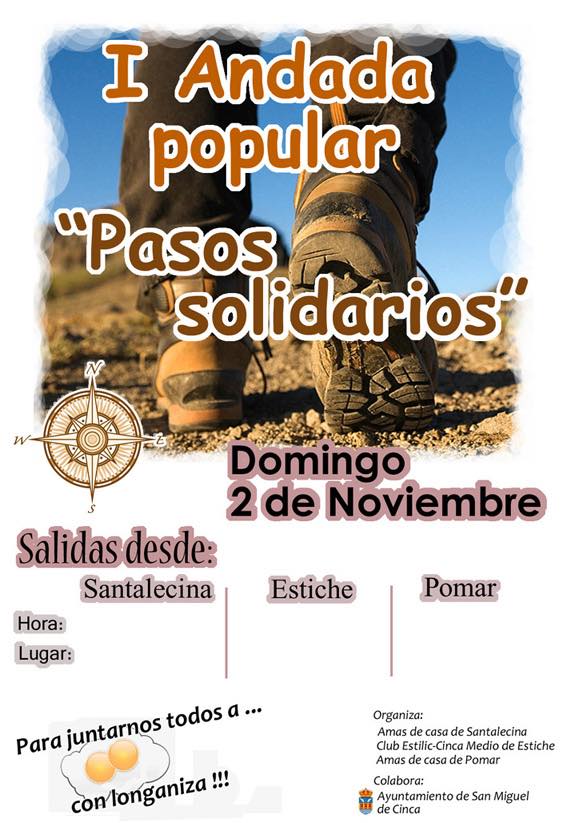 I Andada
popular
“Pasos
solidarios”
N
W
E
S
Domingo
2 de Noviembre
Salidas desde:
Santalecina
Estiche
Pomar
Hora:
Lugar:
Para juntarnos todos a ...
con longaniza !!!
Organiza:
Amas de casa de Santalecina
Club Estilic-Cinca Medio de Estiche
Amas de casa de Pomar
Colabora:
Ayuntamiento de San Miguel
de Cinca